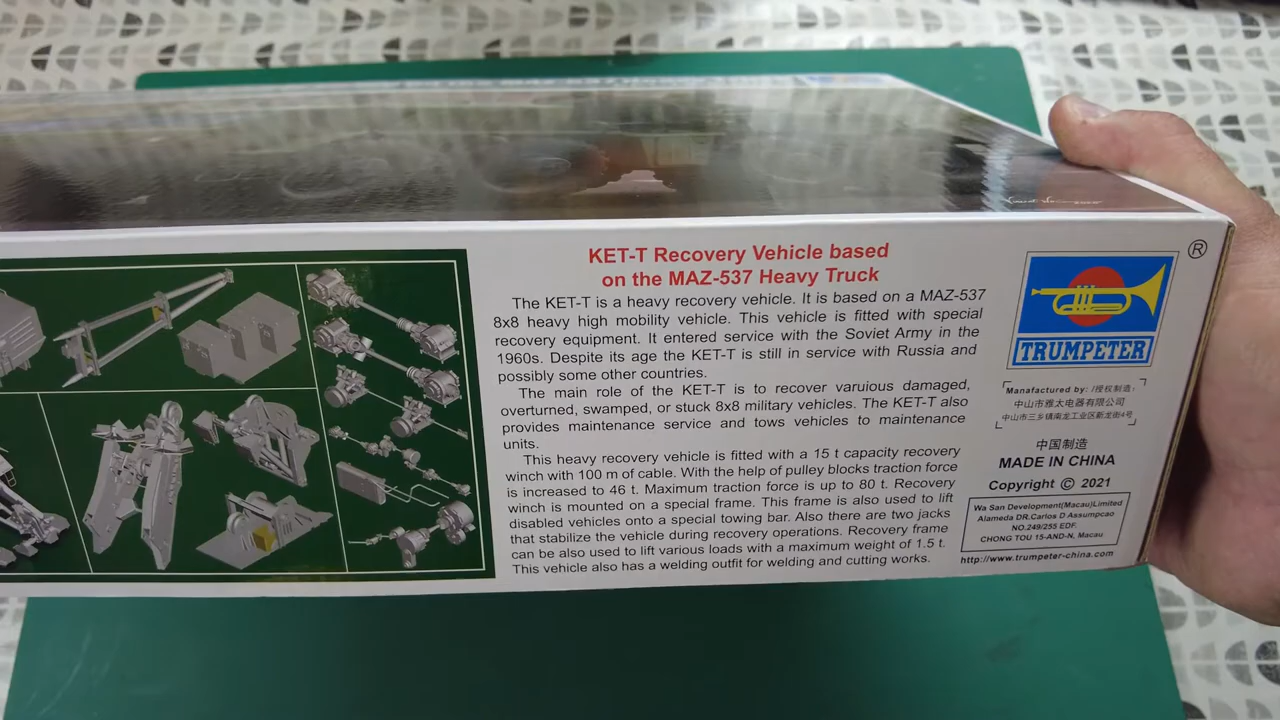 KET-T Recovery Vehicle based
on the MAZ-537 Heavy Truck
The KET-T is a heavy recovery vehicle. It is based on a MAZ-537
8x8 heavy high mobility vehicle. This vehicle is fitted with special
recovery equipment. It entered service with the Soviet Army in the
1960s. Despite its age the KET-T is still in service with Russia and
possibly some other countries.
The main role of the KET-T is to recover varuious damaged,
overturned, swamped, or stuck 8x8 military vehicles. The KET-T also
provides maintenance service and tows vehicles to maintenance
units.
This heavy recovery vehicle is fitted with a 15 t capacity recovery
winch with 100 m of cable. With the help of pulley blocks traction force
is increased to 46 t. Maximum traction force is up to 80 t. Recovery
winch is mounted on a special frame. This frame is also used to lift
disabled vehicles onto a special towing bar. Also there are two jacks
that stabilize the vehicle during recovery operations. Recovery frame
can be also used to lift various loads with a maximum weight of 1.5 t.
This vehicle also has a welding outfit for welding and cutting works.
®
TRUMPETER
Manufactured by: /授权制造:
中山市雅太电器有限公司
中山市三乡镇南龙工业区新龙街4号
中国制造
MADE IN CHINA
Copyright © 2021
Wa San Development(Macau)Limited
Alameda DR.Carlos D Assumpcao
NO.249/255 EDF.
CHONG TOU 15-AND-N, Macau
http://www.trumpeter-china.com